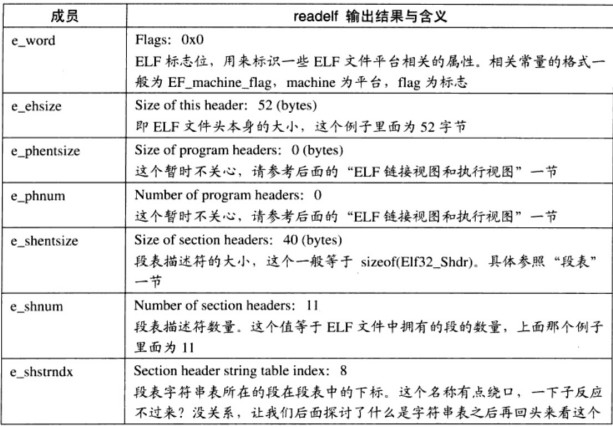 成员 readelf 输出结果与含义
e_word Flags: 0x0
ELF 标志位，用来标识一些 ELF 文件平台相关的属性。相关常量的格式一
般为 EF_machine_flag，machine 为平台，flag 为标志
e_ehsize Size of this header: 52 (bytes)
即 ELF 文件头本身的大小，这个例子里面为 52 字节
e_phentsize Size of program headers: 0 (bytes)
这个暂时不关心，请参考后面的“ELF 链接视图和执行视图”一节
e_phnum Number of program headers: 0
这个暂时不关心，请参考后面的“ELF 链接视图和执行视图”一节
e_shentsize Size of section headers: 40 (bytes)
段表描述符的大小，这个一般等于 sizeof(Elf32_Shdr)。具体参照“段表”
一节
e_shnum Number of section headers: 11
段表描述符数量。这个值等于 ELF 文件中拥有的段的数量，上面那个例子
里面为 11
e_shstrndx Section header string table index: 8
段表字符串表所在的段在段表中的下标。这个名称有点绕口，一下子反应
不过来？没关系，让我们后面探讨了什么是字符串表之后再回头来看这个